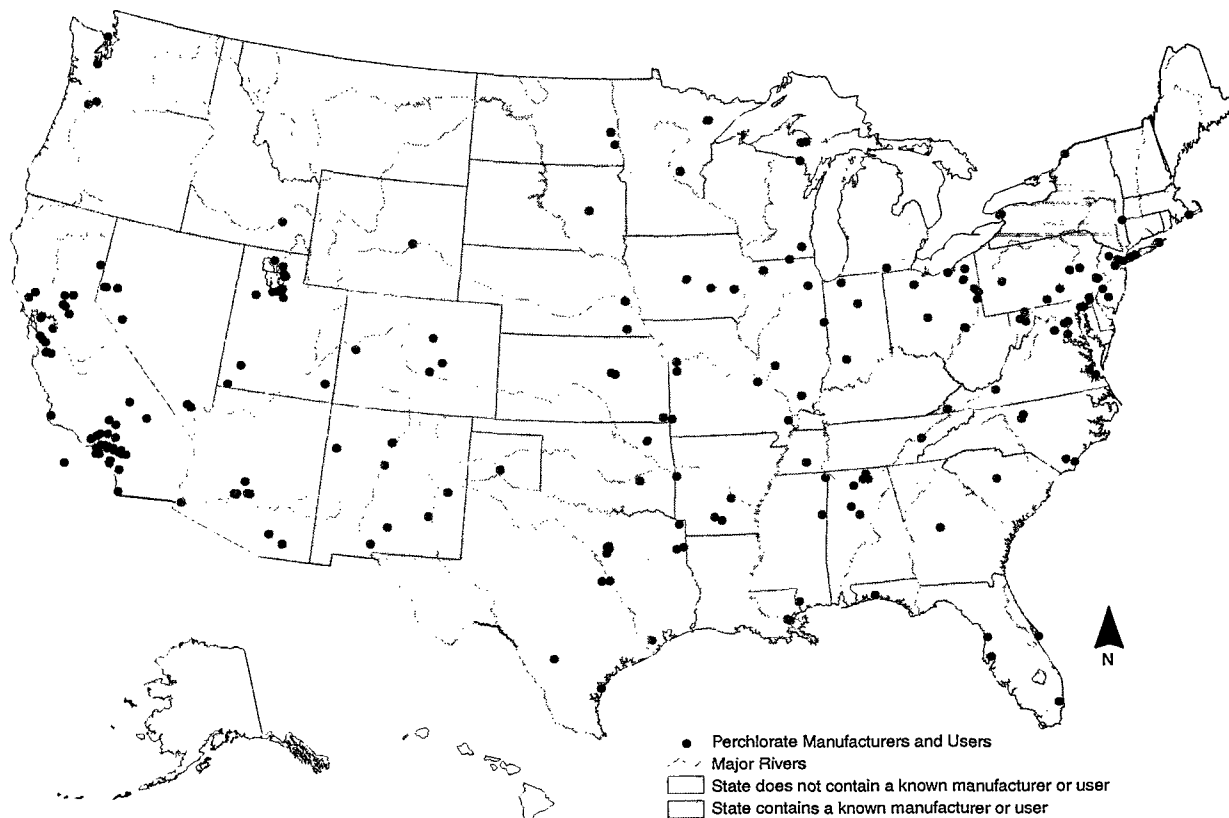 N
Perchlorate Manufacturers and Users
Major Rivers
State does not contain a known manufacturer or user
State contains a known manufacturer or user